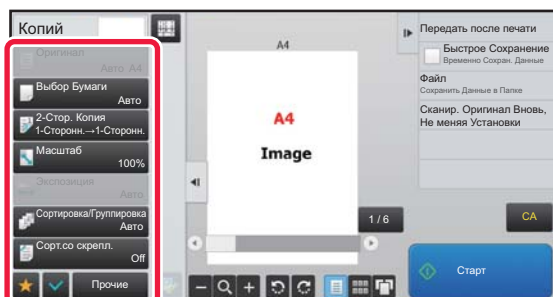 Копий
Оригинал
Авто A4
Выбор Бумаги
Авто
2-Стор. Копия
1-Сторонн.→1-Сторонн.
Масштаб
100%
Экспозиция
Авто
Сортировка/Группировка
Авто
Сорт.со скрепл.
Off
Прочие
A4
A4
Image
1 / 6
Передать после печати
Быстрое Сохранение
Временно Сохран. Данные
Файл
Сохранить Данные в Папке
Сканир. Оригинал Вновь,
Не меняя Установки
CA
Старт